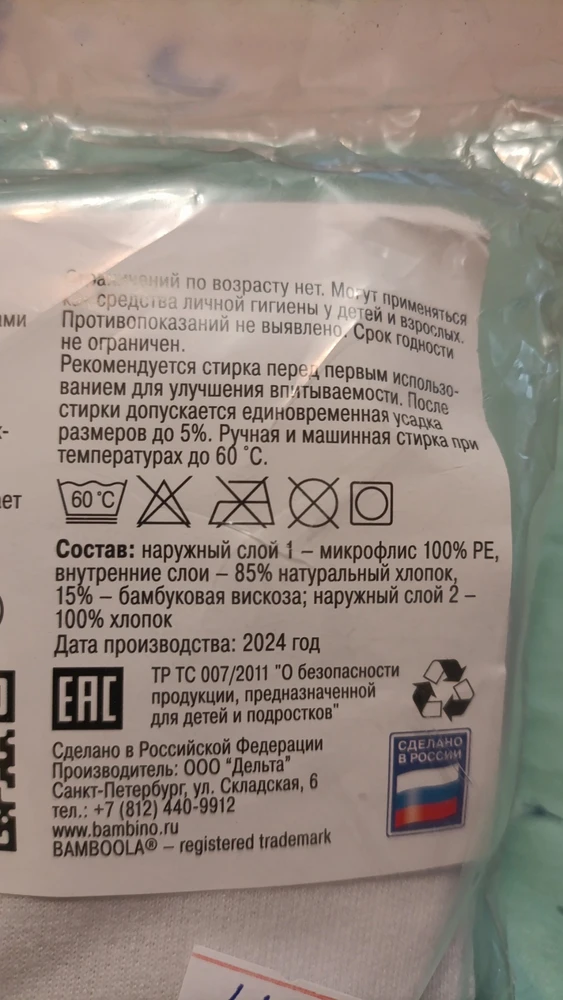 Ограничений по возрасту нет. Могут применяться
как средства личной гигиены у детей и взрослых.
Противопоказаний не выявлено. Срок годности
не ограничен.
Рекомендуется стирка перед первым использо-
ванием для улучшения впитываемости. После
стирки допускается единовременная усадка
размеров до 5%. Ручная и машинная стирка при
температурах до 60 °С.
60 °C
Состав: наружный слой 1 – микрофлис 100% PE,
внутренние слои – 85% натуральный хлопок,
15% – бамбуковая вискоза; наружный слой 2 –
100% хлопок
Дата производства: 2024 год
EAC
ТР ТС 007/2011 "О безопасности
продукции, предназначенной
для детей и подростков"
Сделано в Российской Федерации
Производитель: ООО "Дельта"
Санкт-Петербург, ул. Складская, 6
тел.: +7 (812) 440-9912
www.bambino.ru
BAMBOOLA® – registered trademark
СДЕЛАНО
В РОССИИ